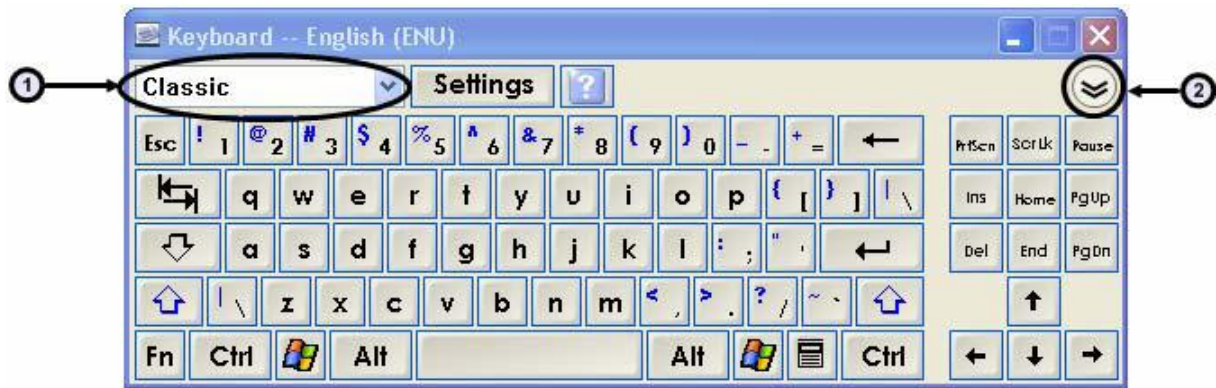 Keyboard -- English (ENU)
1 Classic Settings ? 2
Esc ! 1 @ 2 # 3 $ 4 % 5 ^ 6 & 7 * 8 ( 9 ) 0 _ - + = PrtScn ScrLk Pause
q w e r t y u i o p { [ } ] | \ Ins Home PgUp
a s d f g h j k l : ; " ' Del End PgDn
| \ z x c v b n m < , > . ? / ~ `
Fn Ctrl Alt Alt Ctrl